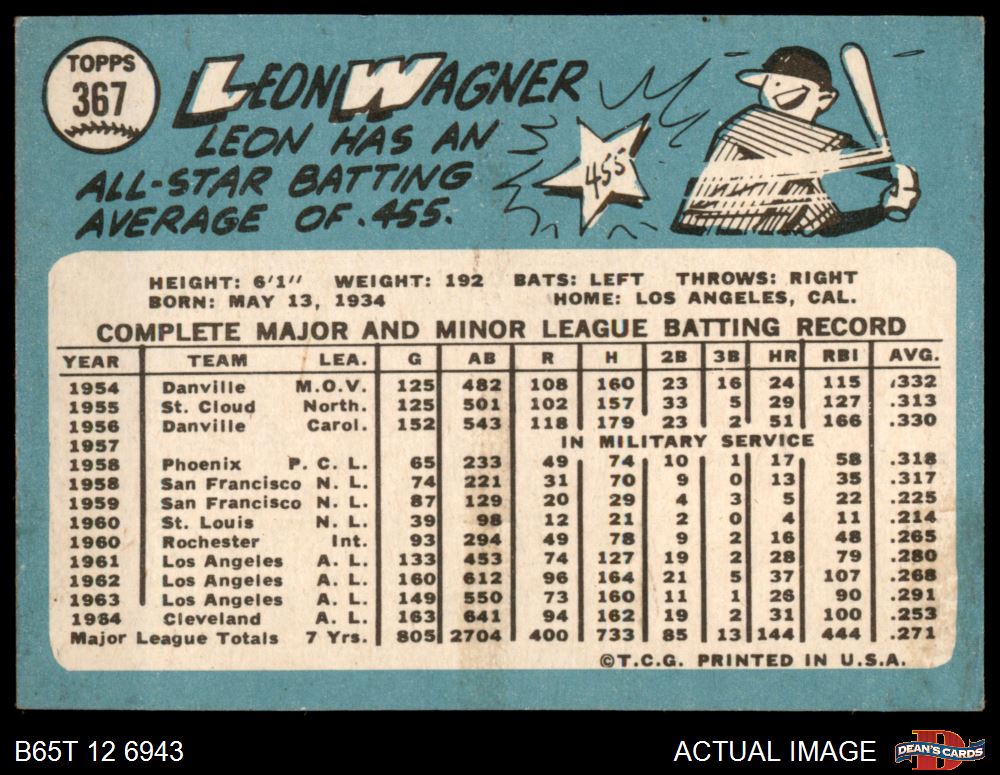 TOPPS
367
LEON WAGNER
LEON HAS AN
ALL-STAR BATTING
AVERAGE OF .455.
455
HEIGHT: 6'1" WEIGHT: 192 BATS: LEFT THROWS: RIGHT
BORN: MAY 13, 1934 HOME: LOS ANGELES, CAL.
COMPLETE MAJOR AND MINOR LEAGUE BATTING RECORD
YEAR TEAM LEA. G AB R H 2B 3B HR RBI AVG.
1954 Danville M.O.V. 125 482 108 160 23 16 24 115 .332
1955 St. Cloud North. 125 501 102 157 33 5 29 127 .313
1956 Danville Carol. 152 543 118 179 23 2 51 166 .330
1957 IN MILITARY SERVICE
1958 Phoenix P. C. L. 65 233 49 74 10 1 17 58 .318
1958 San Francisco N. L. 74 221 31 70 9 0 13 35 .317
1959 San Francisco N. L. 87 129 20 29 4 3 5 22 .225
1960 St. Louis N. L. 39 98 12 21 2 0 4 11 .214
1960 Rochester Int. 93 294 49 78 9 2 16 48 .265
1961 Los Angeles A. L. 133 453 74 127 19 2 28 79 .280
1962 Los Angeles A. L. 160 612 96 164 21 5 37 107 .268
1963 Los Angeles A. L. 149 550 73 160 11 1 26 90 .291
1964 Cleveland A. L. 163 641 94 162 19 2 31 100 .253
Major League Totals 7 Yrs. 805 2704 400 733 85 13 144 444 .271
©T.C.G. PRINTED IN U.S.A.
B65T 12 6943 ACTUAL IMAGE
DEAN'S CARDS